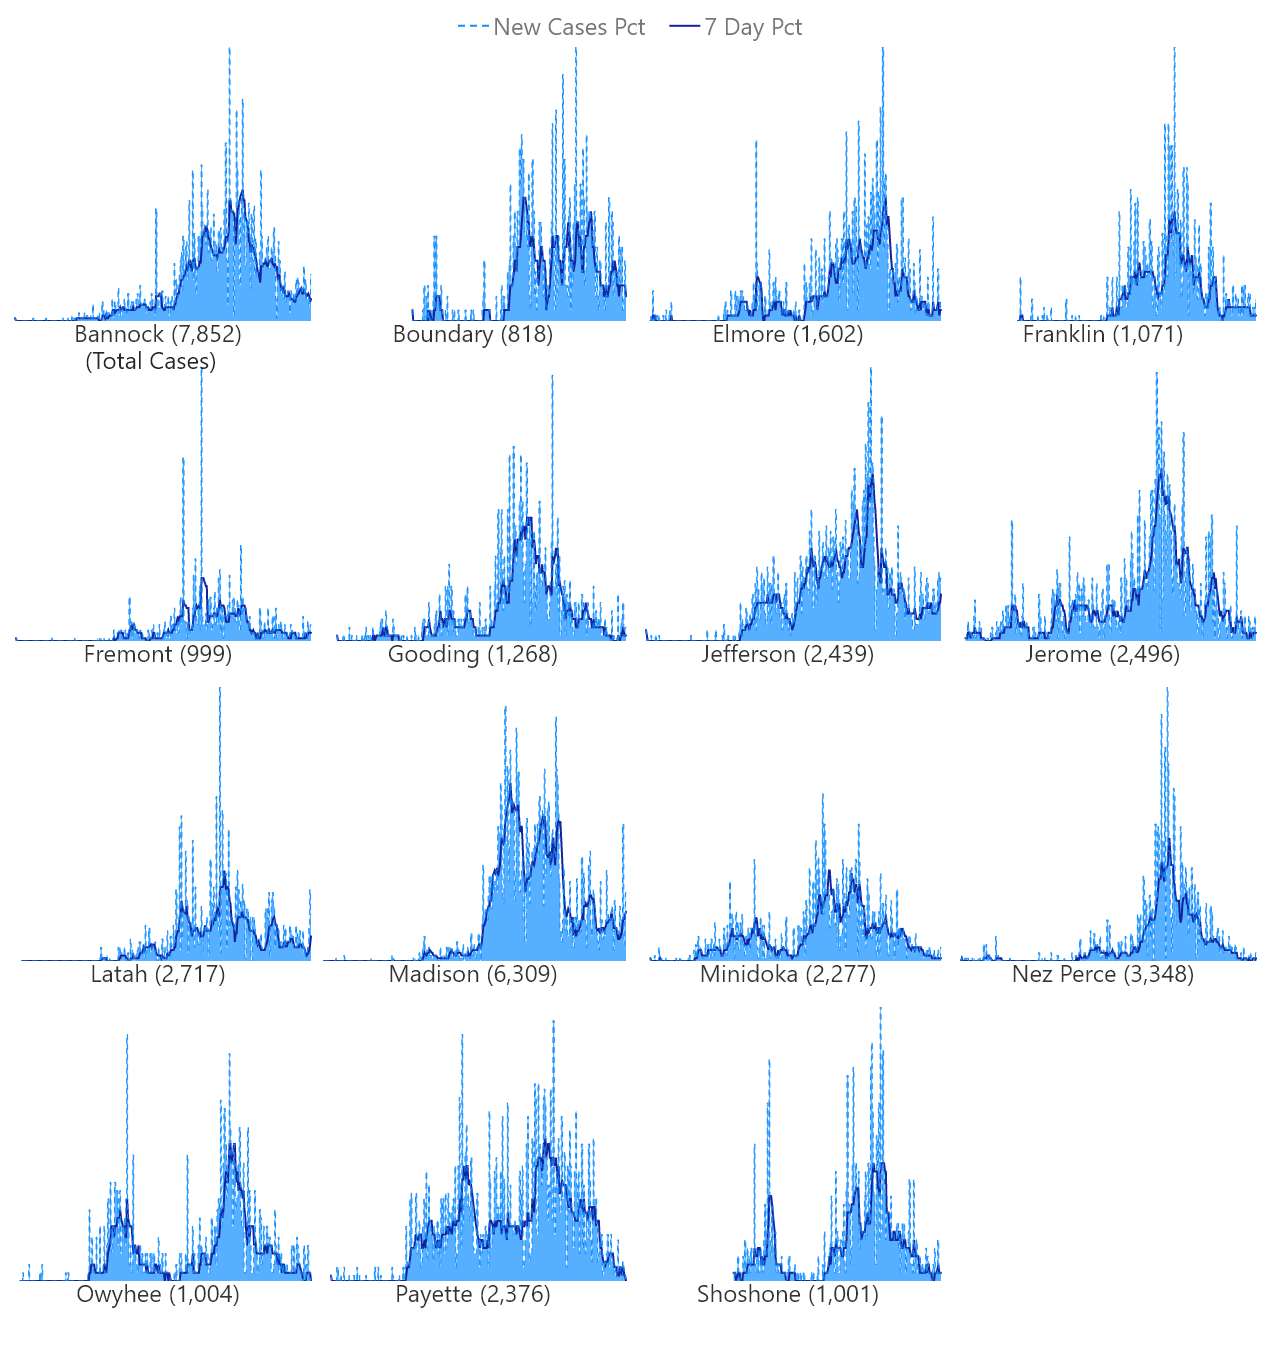 New Cases Pct 7 Day Pct
Bannock (7,852) Boundary (818) Elmore (1,602) Franklin (1,071)
(Total Cases)
Fremont (999) Gooding (1,268) Jefferson (2,439) Jerome (2,496)
Latah (2,717) Madison (6,309) Minidoka (2,277) Nez Perce (3,348)
Owyhee (1,004) Payette (2,376) Shoshone (1,001)